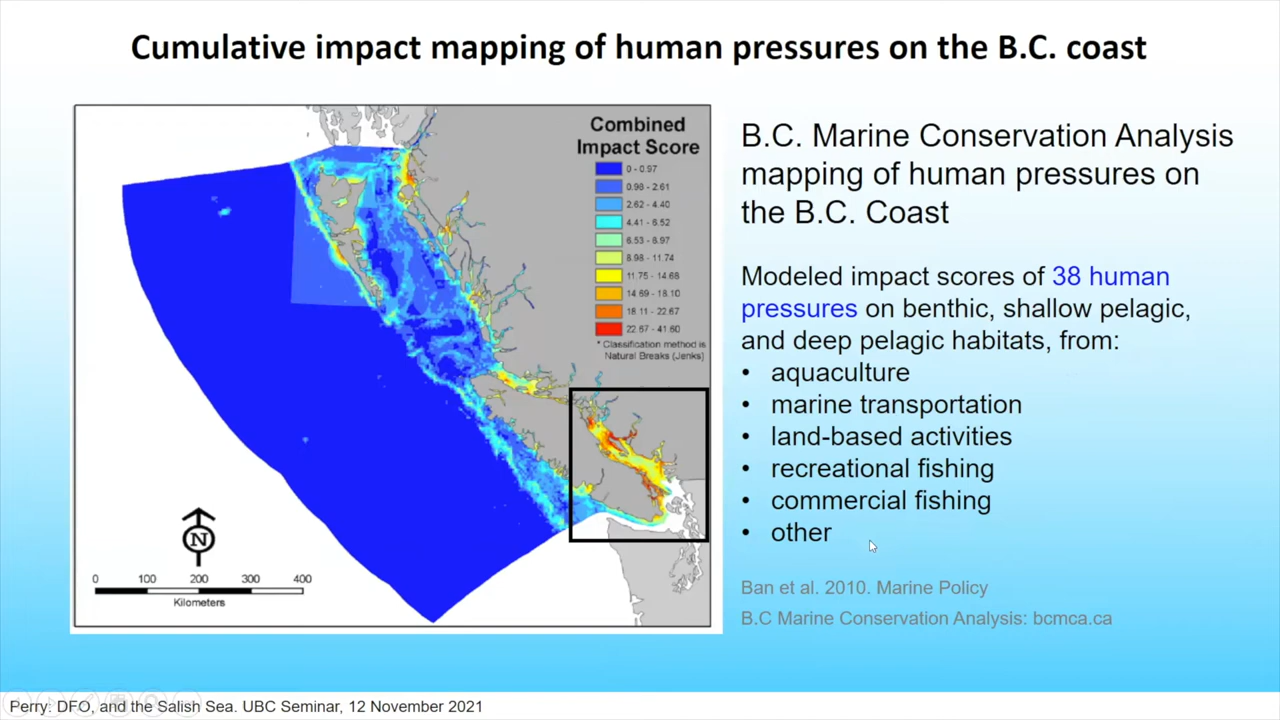 Cumulative impact mapping of human pressures on the B.C. coast
Combined
Impact Score
0 - 0.97
0.98 - 2.61
2.62 - 4.40
4.41 - 6.52
6.53 - 8.97
8.98 - 11.74
11.75 - 14.68
14.69 - 18.10
18.11 - 22.67
22.67 - 41.60
* Classification method is
Natural Breaks (Jenks)
N
0 100 200 300 400
Kilometers
B.C. Marine Conservation Analysis
mapping of human pressures on
the B.C. Coast
Modeled impact scores of 38 human
pressures on benthic, shallow pelagic,
and deep pelagic habitats, from:
• aquaculture
• marine transportation
• land-based activities
• recreational fishing
• commercial fishing
• other
Ban et al. 2010. Marine Policy
B.C Marine Conservation Analysis: bcmca.ca
Perry: DFO, and the Salish Sea. UBC Seminar, 12 November 2021